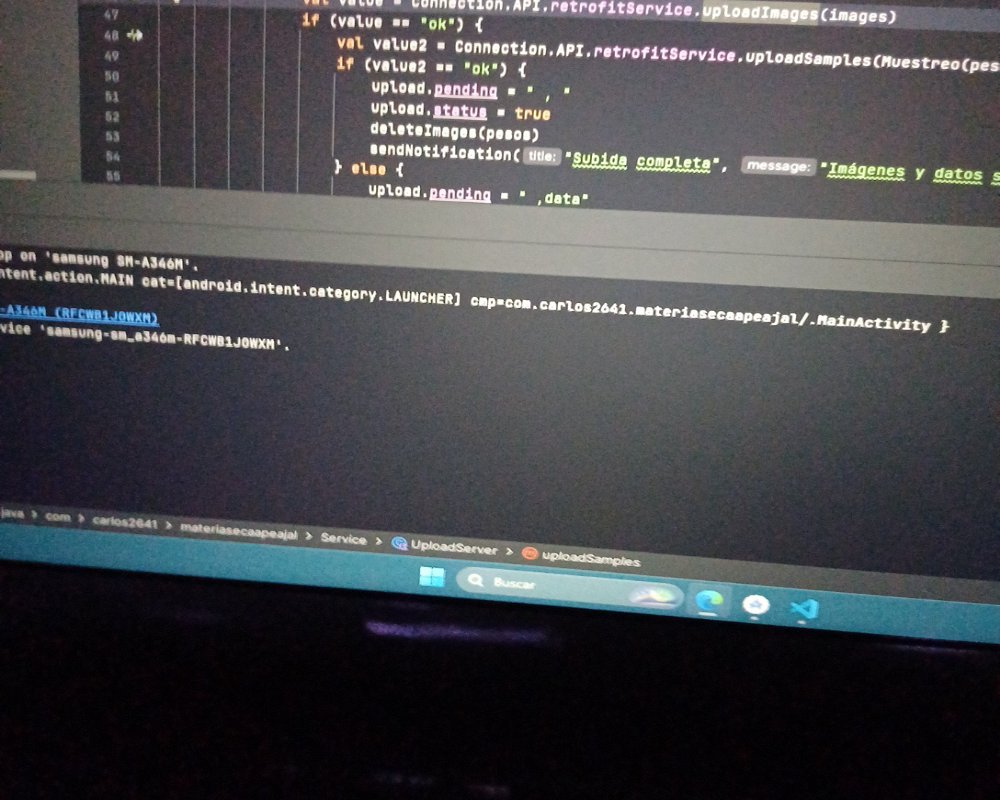 47 val value = Connection.API.retrofitService.uploadImages(images)
48 if (value == "ok") {
49 val value2 = Connection.API.retrofitService.uploadSamples(Muestreo(pes
50 if (value2 == "ok") {
51 upload.pending = " , "
52 upload.status = true
53 deleteImages(pesos)
54 sendNotification( title: "Subida completa", message: "Imágenes y datos s
55 } else {
upload.pending = " ,data"
op on 'samsung SM-A346M'.
ntent.action.MAIN cat=[android.intent.category.LAUNCHER] cmp=com.carlos2641.materiasecaapeajal/.MainActivity }
-A346M (RFCWB1J0WXM)
vice 'samsung-sm_a346m-RFCWB1J0WXM'.
java > com > carlos2641 > materiasecaapeajal > Service > UploadServer > uploadSamples
Buscar